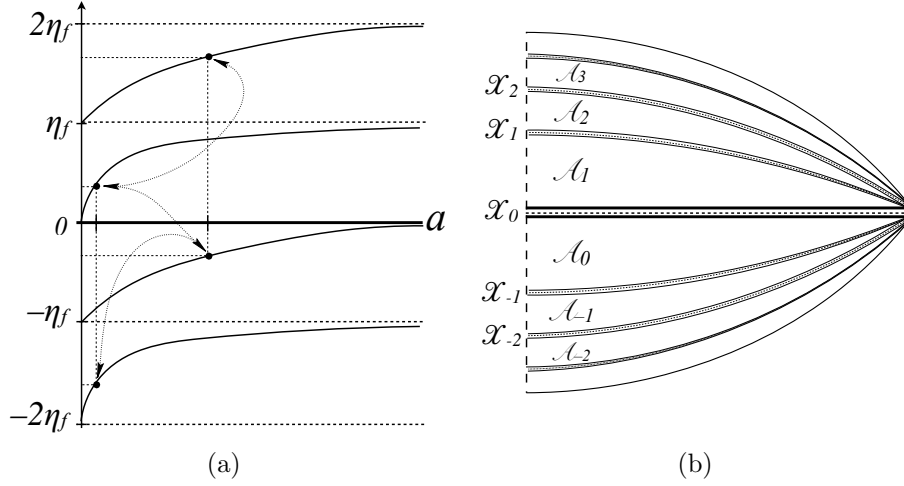 2η_f
η_f
0
a
−η_f
−2η_f
(a)
𝒜_3
𝒳_2
𝒜_2
𝒳_1
𝒜_1
𝒳_0
𝒜_0
𝒳_-1
𝒜_-1
𝒳_-2
𝒜_-2
(b)